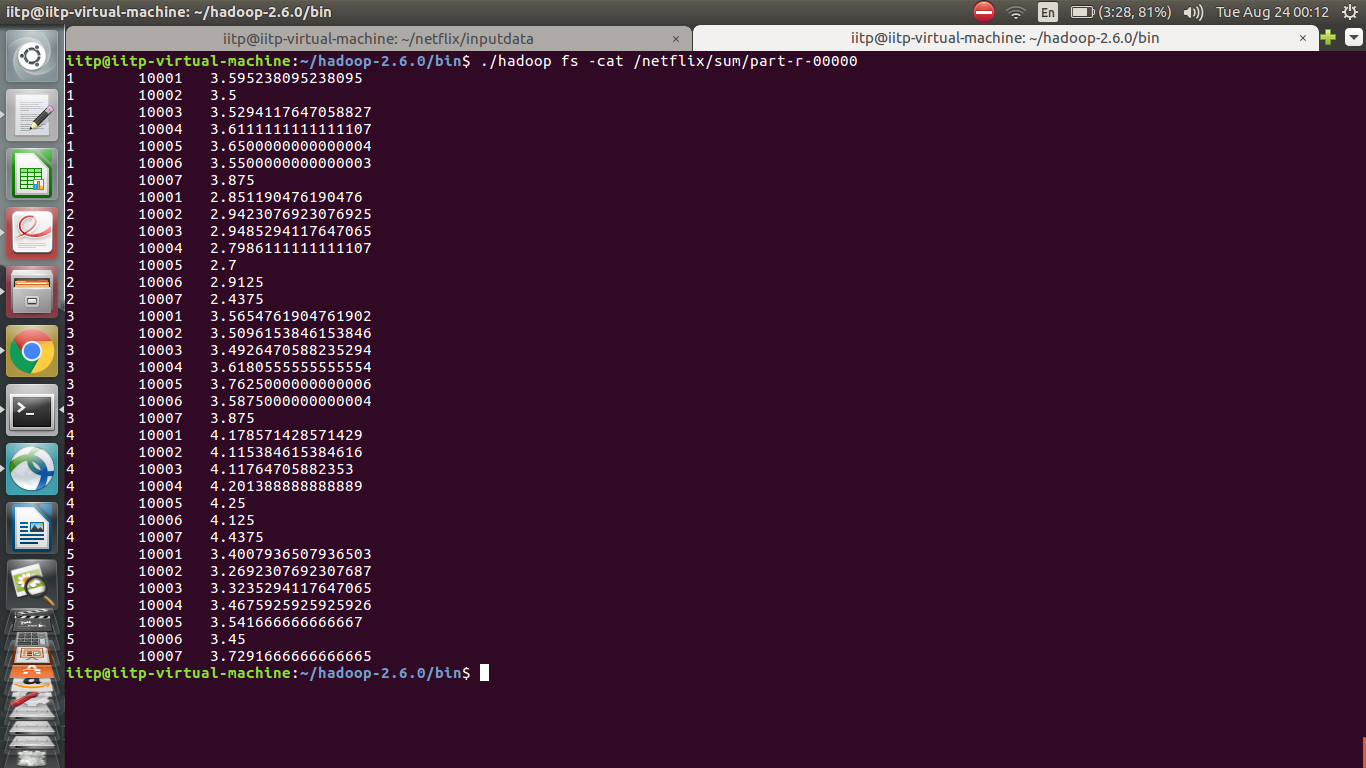 iitp@iitp-virtual-machine: ~/hadoop-2.6.0/bin En (3:28, 81%) Tue Aug 24 00:12
iitp@iitp-virtual-machine: ~/netflix/inputdata × iitp@iitp-virtual-machine: ~/hadoop-2.6.0/bin ×
iitp@iitp-virtual-machine:~/hadoop-2.6.0/bin$ ./hadoop fs -cat /netflix/sum/part-r-00000
1 10001 3.595238095238095
1 10002 3.5
1 10003 3.5294117647058827
1 10004 3.6111111111111107
1 10005 3.6500000000000004
1 10006 3.5500000000000003
1 10007 3.875
2 10001 2.851190476190476
2 10002 2.9423076923076925
2 10003 2.9485294117647065
2 10004 2.7986111111111107
2 10005 2.7
2 10006 2.9125
2 10007 2.4375
3 10001 3.5654761904761902
3 10002 3.5096153846153846
3 10003 3.4926470588235294
3 10004 3.6180555555555554
3 10005 3.7625000000000006
3 10006 3.5875000000000004
3 10007 3.875
4 10001 4.178571428571429
4 10002 4.115384615384616
4 10003 4.11764705882353
4 10004 4.201388888888889
4 10005 4.25
4 10006 4.125
4 10007 4.4375
5 10001 3.4007936507936503
5 10002 3.2692307692307687
5 10003 3.3235294117647065
5 10004 3.4675925925925926
5 10005 3.541666666666667
5 10006 3.45
5 10007 3.7291666666666665
iitp@iitp-virtual-machine:~/hadoop-2.6.0/bin$